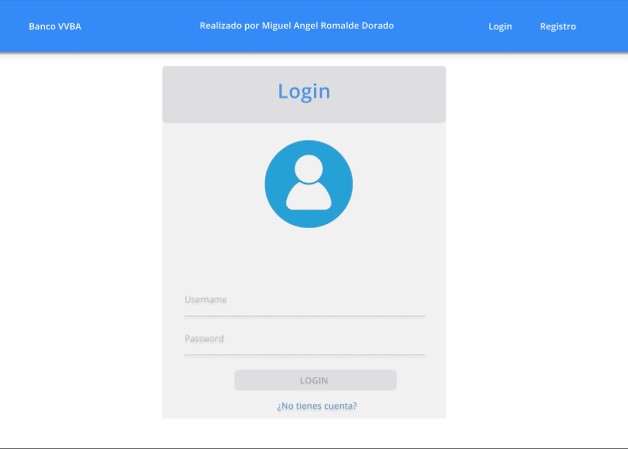 Banco VVBA
Realizado por Miguel Angel Romalde Dorado
Login
Registro
Login
Username
Password
LOGIN
¿No tienes cuenta?